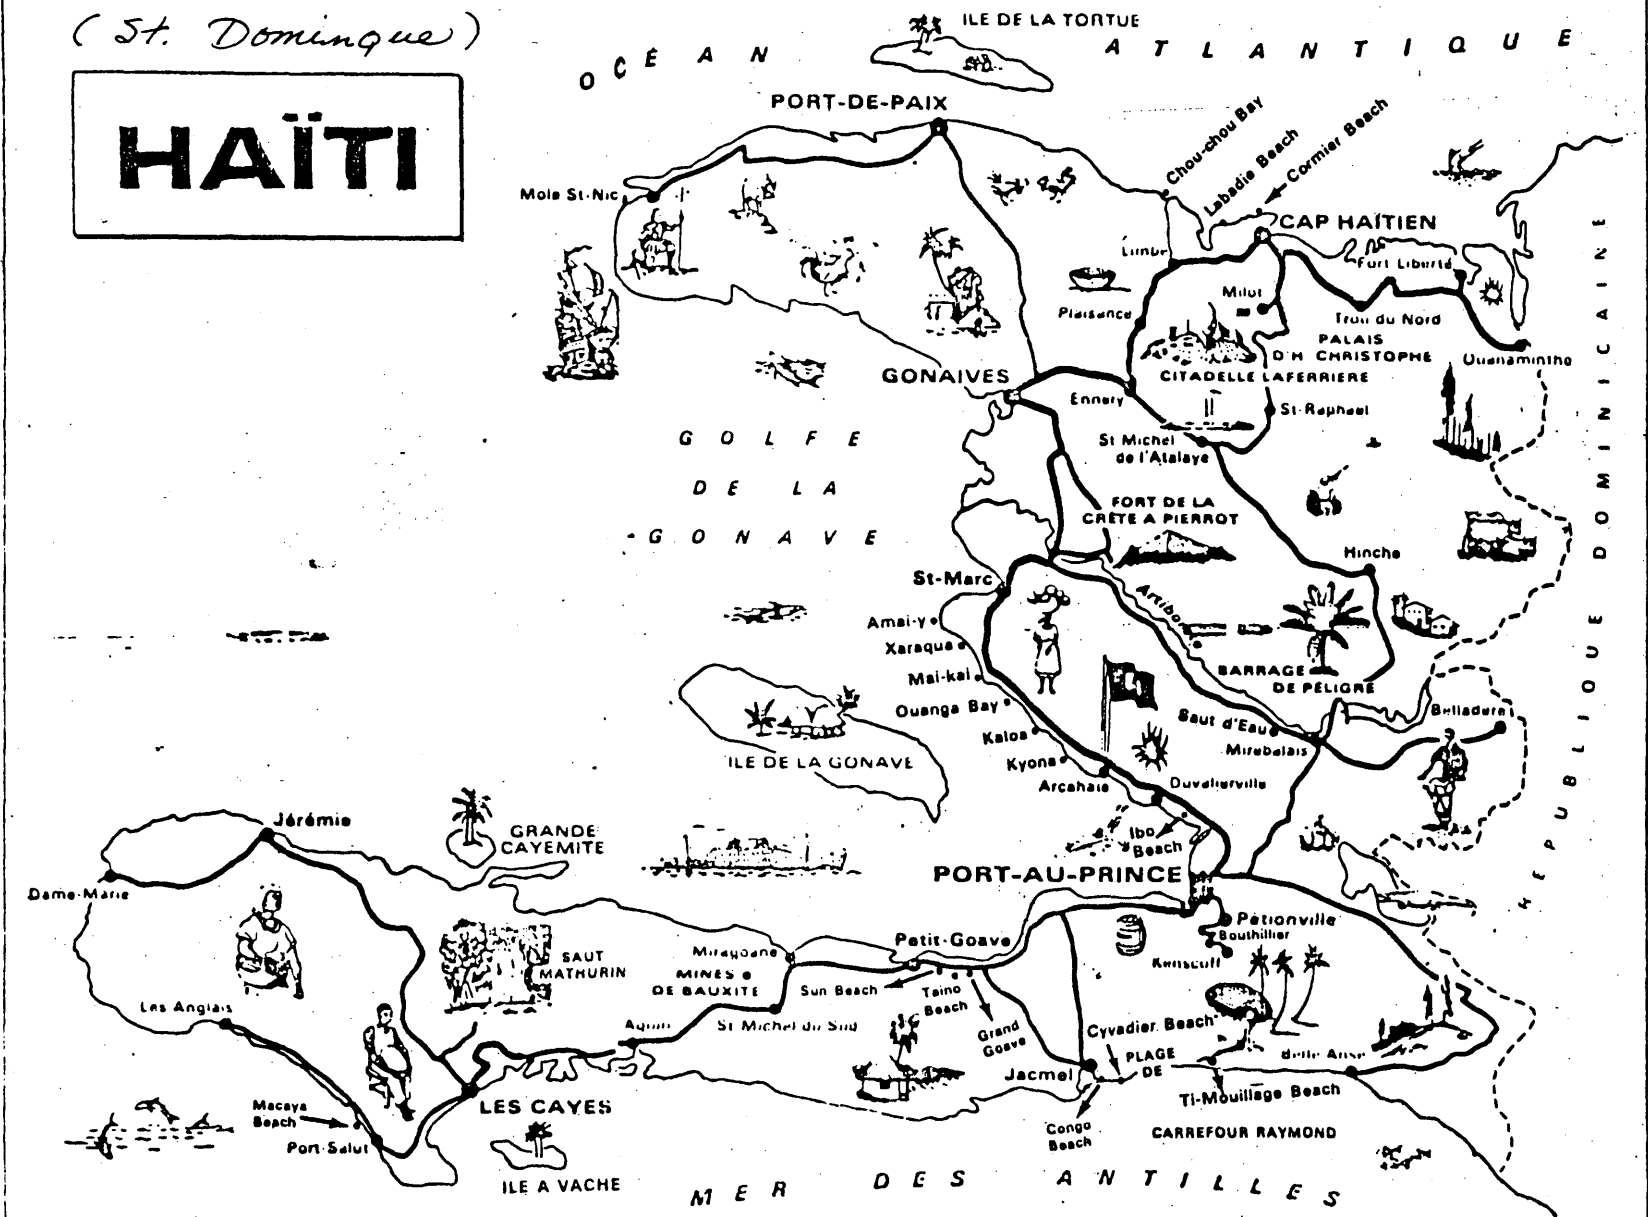 (St. Domingue)
HAÏTI
ILE DE LA TORTUE
OCÉAN ATLANTIQUE
PORT-DE-PAIX
Chou-chou Bay
Labadie Beach
Cormier Beach
Mole St-Nic
CAP HAÏTIEN
Limbe
Fort Liberté
Milot
Plaisance
Trou du Nord
PALAIS
D'H CHRISTOPHE
Ouanaminthe
CITADELLE LAFERRIERE
GONAIVES
Ennery
St-Raphael
St Michel
de l'Atalaye
GOLFE
DE LA
GONAVE
REPUBLIQUE DOMINICAINE
FORT DE LA
CRÊTE A PIERROT
Hinche
St-Marc
Artibonite
Amai-y
Xaraqua
Mai-kai
BARRAGE
DE PÉLIGRE
Ouanga Bay
Saut d'Eau
Belladere
Kaloa
Mirebalais
Kyona
ILE DE LA GONAVE
Arcahaie
Duvalierville
Jérémie
GRANDE
CAYEMITE
Ibo
Beach
PORT-AU-PRINCE
Dame-Marie
Pétionville
Bouthillier
Kenscoff
Petit-Goave
Miragoane
SAUT
MATHURIN
MINES
DE BAUXITE
Sun Beach
Taino
Beach
Les Anglais
Aquin
St Michel du Sud
Grand
Goave
Cyvadier Beach
PLAGE
DE
Belle Anse
Jacmel
Ti-Mouillage Beach
LES CAYES
Macaya
Beach
Port-Salut
Congo
Beach
CARREFOUR RAYMOND
ILE A VACHE
MER DES ANTILLES